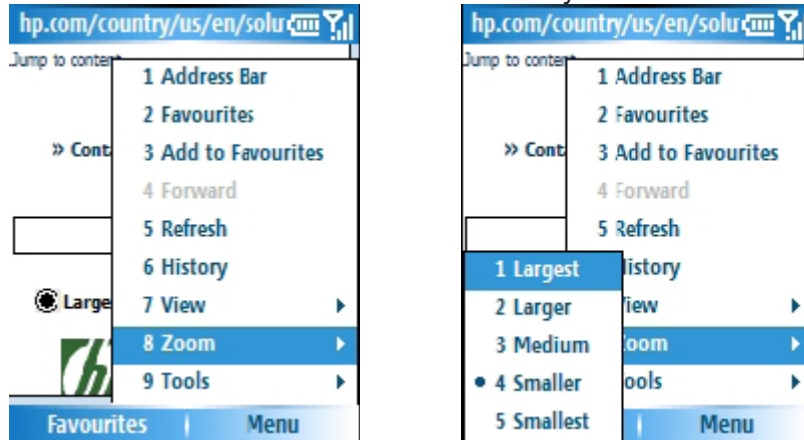 hp.com/country/us/en/solu
Jump to content
1 Address Bar
2 Favourites
» Cont
3 Add to Favourites
4 Forward
5 Refresh
6 History
Large
7 View
8 Zoom
9 Tools
Favourites
Menu
hp.com/country/us/en/solu
Jump to conten
1 Address Bar
2 Favourites
» Cont
3 Add to Favourites
4 Forward
5 Refresh
istory
iew
oom
ools
1 Largest
2 Larger
3 Medium
• 4 Smaller
5 Smallest
Menu